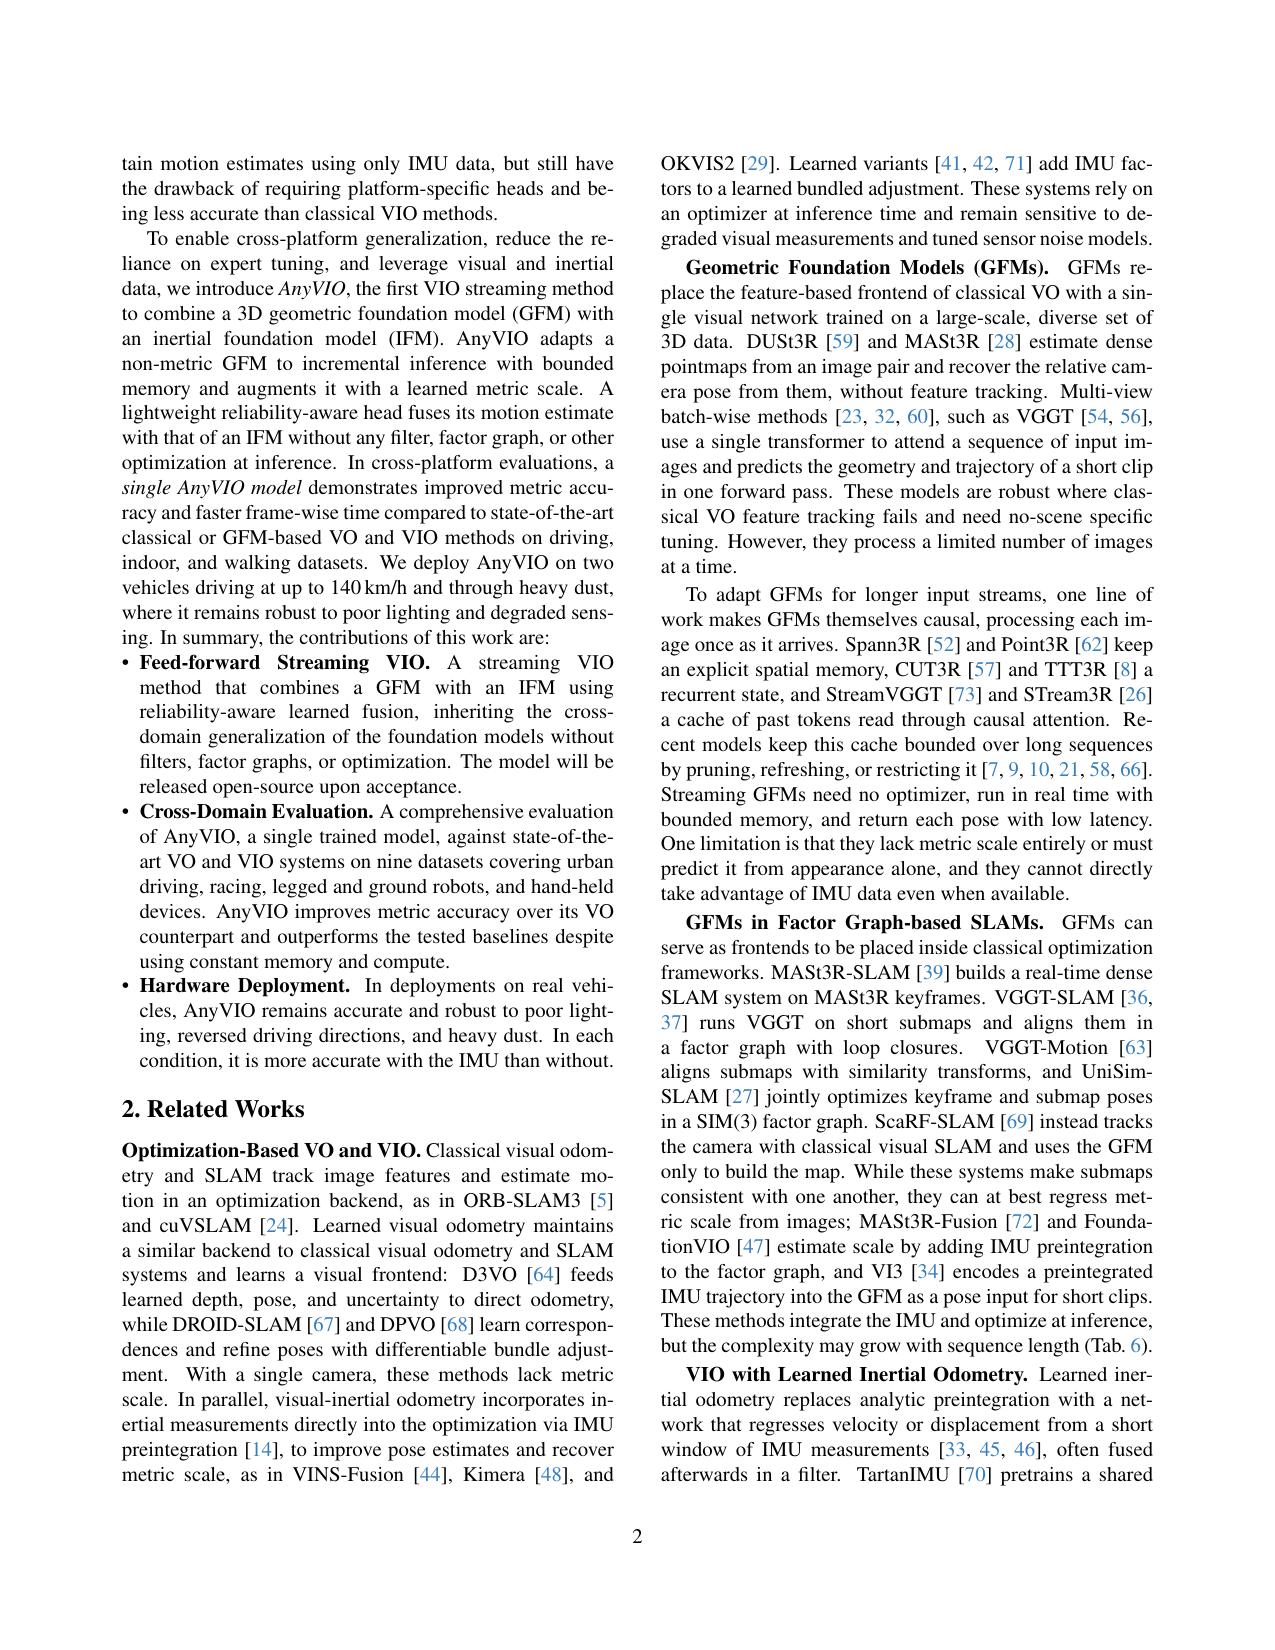 tain motion estimates using only IMU data, but still have
the drawback of requiring platform-specific heads and be-
ing less accurate than classical VIO methods.
To enable cross-platform generalization, reduce the re-
liance on expert tuning, and leverage visual and inertial
data, we introduce AnyVIO, the first VIO streaming method
to combine a 3D geometric foundation model (GFM) with
an inertial foundation model (IFM). AnyVIO adapts a
non-metric GFM to incremental inference with bounded
memory and augments it with a learned metric scale. A
lightweight reliability-aware head fuses its motion estimate
with that of an IFM without any filter, factor graph, or other
optimization at inference. In cross-platform evaluations, a
single AnyVIO model demonstrates improved metric accu-
racy and faster frame-wise time compared to state-of-the-art
classical or GFM-based VO and VIO methods on driving,
indoor, and walking datasets. We deploy AnyVIO on two
vehicles driving at up to 140 km/h and through heavy dust,
where it remains robust to poor lighting and degraded sens-
ing. In summary, the contributions of this work are:
• Feed-forward Streaming VIO. A streaming VIO
method that combines a GFM with an IFM using
reliability-aware learned fusion, inheriting the cross-
domain generalization of the foundation models without
filters, factor graphs, or optimization. The model will be
released open-source upon acceptance.
• Cross-Domain Evaluation. A comprehensive evaluation
of AnyVIO, a single trained model, against state-of-the-
art VO and VIO systems on nine datasets covering urban
driving, racing, legged and ground robots, and hand-held
devices. AnyVIO improves metric accuracy over its VO
counterpart and outperforms the tested baselines despite
using constant memory and compute.
• Hardware Deployment. In deployments on real vehi-
cles, AnyVIO remains accurate and robust to poor light-
ing, reversed driving directions, and heavy dust. In each
condition, it is more accurate with the IMU than without.
2. Related Works
Optimization-Based VO and VIO. Classical visual odom-
etry and SLAM track image features and estimate mo-
tion in an optimization backend, as in ORB-SLAM3 [5]
and cuVSLAM [24]. Learned visual odometry maintains
a similar backend to classical visual odometry and SLAM
systems and learns a visual frontend: D3VO [64] feeds
learned depth, pose, and uncertainty to direct odometry,
while DROID-SLAM [67] and DPVO [68] learn correspon-
dences and refine poses with differentiable bundle adjust-
ment. With a single camera, these methods lack metric
scale. In parallel, visual-inertial odometry incorporates in-
ertial measurements directly into the optimization via IMU
preintegration [14], to improve pose estimates and recover
metric scale, as in VINS-Fusion [44], Kimera [48], and
OKVIS2 [29]. Learned variants [41, 42, 71] add IMU fac-
tors to a learned bundled adjustment. These systems rely on
an optimizer at inference time and remain sensitive to de-
graded visual measurements and tuned sensor noise models.
Geometric Foundation Models (GFMs). GFMs re-
place the feature-based frontend of classical VO with a sin-
gle visual network trained on a large-scale, diverse set of
3D data. DUSt3R [59] and MASt3R [28] estimate dense
pointmaps from an image pair and recover the relative cam-
era pose from them, without feature tracking. Multi-view
batch-wise methods [23, 32, 60], such as VGGT [54, 56],
use a single transformer to attend a sequence of input im-
ages and predicts the geometry and trajectory of a short clip
in one forward pass. These models are robust where clas-
sical VO feature tracking fails and need no-scene specific
tuning. However, they process a limited number of images
at a time.
To adapt GFMs for longer input streams, one line of
work makes GFMs themselves causal, processing each im-
age once as it arrives. Spann3R [52] and Point3R [62] keep
an explicit spatial memory, CUT3R [57] and TTT3R [8] a
recurrent state, and StreamVGGT [73] and STream3R [26]
a cache of past tokens read through causal attention. Re-
cent models keep this cache bounded over long sequences
by pruning, refreshing, or restricting it [7, 9, 10, 21, 58, 66].
Streaming GFMs need no optimizer, run in real time with
bounded memory, and return each pose with low latency.
One limitation is that they lack metric scale entirely or must
predict it from appearance alone, and they cannot directly
take advantage of IMU data even when available.
GFMs in Factor Graph-based SLAMs. GFMs can
serve as frontends to be placed inside classical optimization
frameworks. MASt3R-SLAM [39] builds a real-time dense
SLAM system on MASt3R keyframes. VGGT-SLAM [36,
37] runs VGGT on short submaps and aligns them in
a factor graph with loop closures. VGGT-Motion [63]
aligns submaps with similarity transforms, and UniSim-
SLAM [27] jointly optimizes keyframe and submap poses
in a SIM(3) factor graph. ScaRF-SLAM [69] instead tracks
the camera with classical visual SLAM and uses the GFM
only to build the map. While these systems make submaps
consistent with one another, they can at best regress met-
ric scale from images; MASt3R-Fusion [72] and Founda-
tionVIO [47] estimate scale by adding IMU preintegration
to the factor graph, and VI3 [34] encodes a preintegrated
IMU trajectory into the GFM as a pose input for short clips.
These methods integrate the IMU and optimize at inference,
but the complexity may grow with sequence length (Tab. 6).
VIO with Learned Inertial Odometry. Learned iner-
tial odometry replaces analytic preintegration with a net-
work that regresses velocity or displacement from a short
window of IMU measurements [33, 45, 46], often fused
afterwards in a filter. TartanIMU [70] pretrains a shared
2